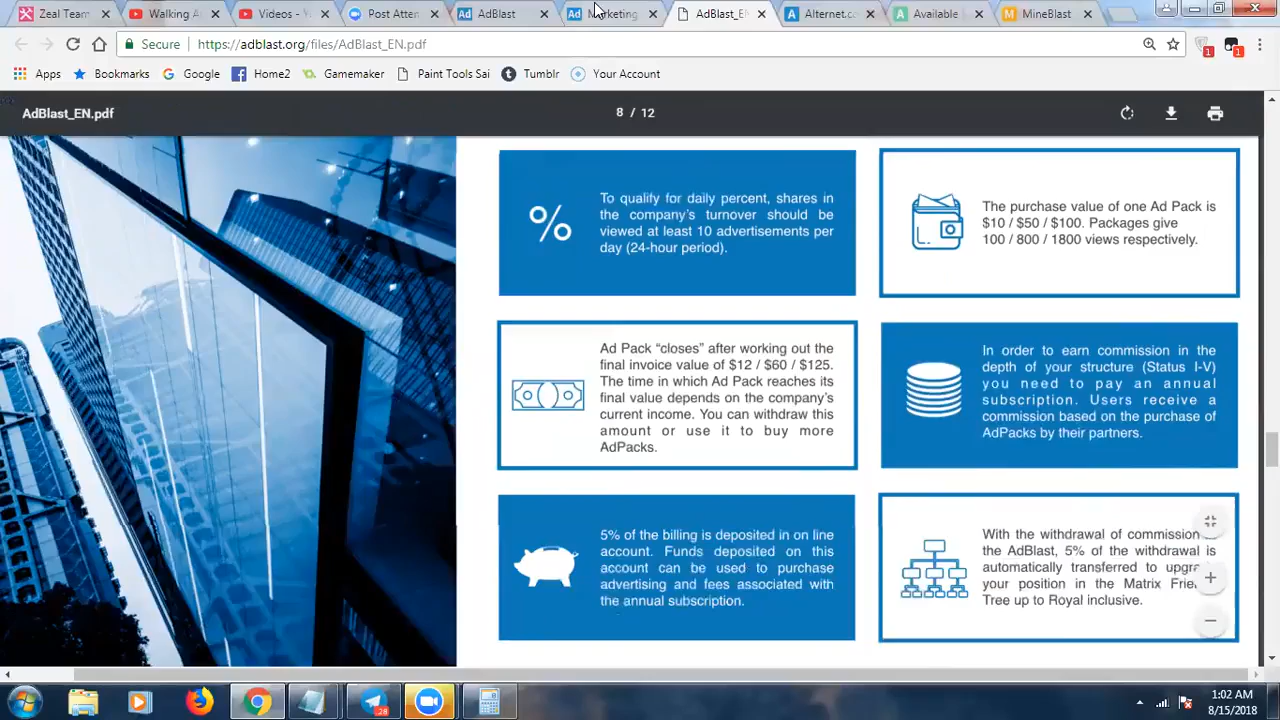 Zeal Team
Walking A
Videos - Y
Post Atten
AdBlast
Marketing
AdBlast_EN
Alternet.c
Available
MineBlast
Secure
https://adblast.org/files/AdBlast_EN.pdf
1
1
Apps
Bookmarks
Google
Home2
Gamemaker
Paint Tools Sai
Tumblr
Your Account
AdBlast_EN.pdf
8 / 12
%
To qualify for daily percent, shares in
the company's turnover should be
viewed at least 10 advertisements per
day (24-hour period).
The purchase value of one Ad Pack is
$10 / $50 / $100. Packages give
100 / 800 / 1800 views respectively.
Ad Pack “closes” after working out the
final invoice value of $12 / $60 / $125.
The time in which Ad Pack reaches its
final value depends on the company's
current income. You can withdraw this
amount or use it to buy more
AdPacks.
In order to earn commission in the
depth of your structure (Status I-V)
you need to pay an annual
subscription. Users receive a
commission based on the purchase of
AdPacks by their partners.
5% of the billing is deposited in on line
account. Funds deposited on this
account can be used to purchase
advertising and fees associated with
the annual subscription.
With the withdrawal of commission
the AdBlast, 5% of the withdrawal is
automatically transferred to upgr
your position in the Matrix Frie
Tree up to Royal inclusive.
28
1:02 AM
8/15/2018